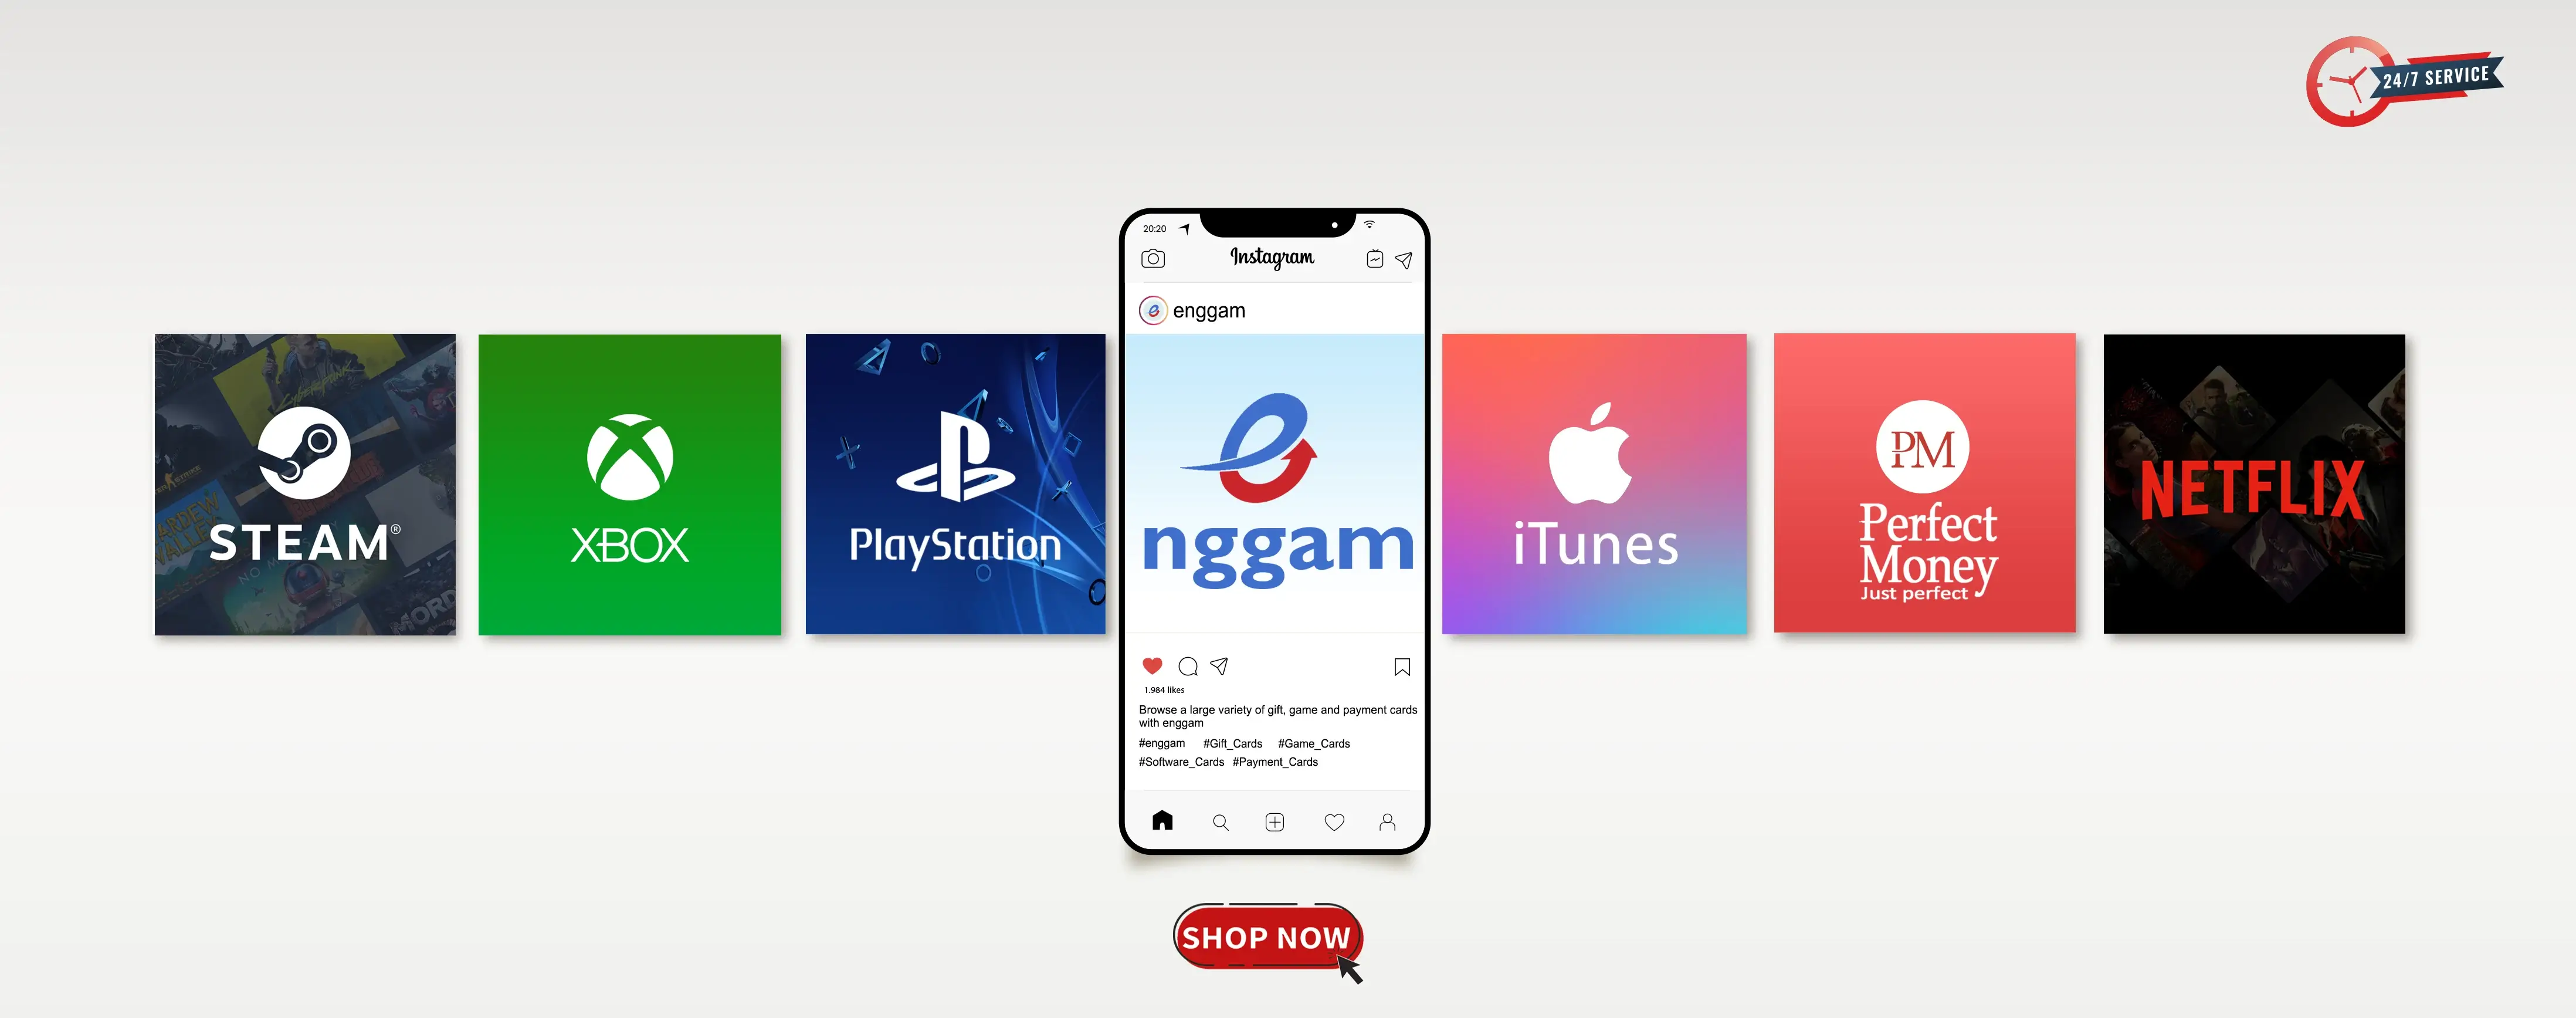 24/7 SERVICE
20:20
Instagram
enggam
STEAM®
XBOX
PlayStation
enggam
iTunes
PM
Perfect
Money
Just perfect
NETFLIX
1.984 likes
Browse a large variety of gift, game and payment cards
with enggam
#enggam #Gift_Cards #Game_Cards
#Software_Cards #Payment_Cards
SHOP NOW